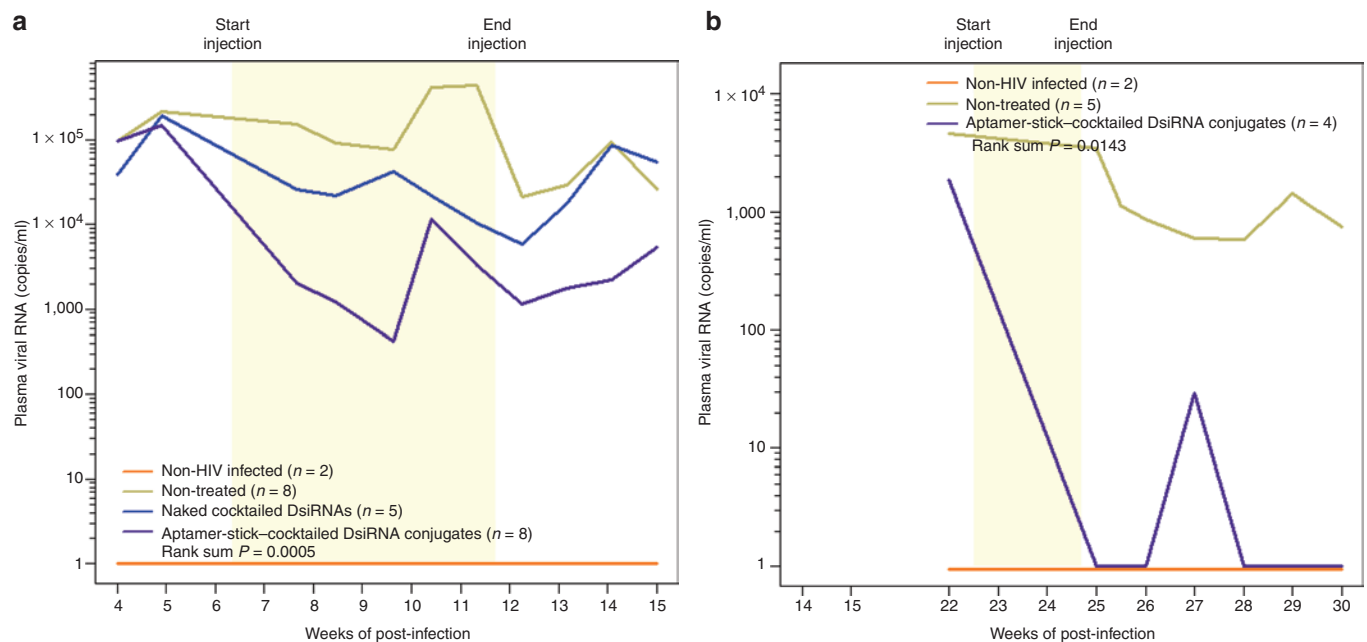 a
Start
injection
End
injection
Plasma viral RNA (copies/ml)
1 × 10^5
1 × 10^4
1,000
100
10
1
Non-HIV infected (n = 2)
Non-treated (n = 8)
Naked cocktailed DsiRNAs (n = 5)
Aptamer-stick–cocktailed DsiRNA conjugates (n = 8)
Rank sum P = 0.0005
4 5 6 7 8 9 10 11 12 13 14 15
Weeks of post-infection
b
Start
injection
End
injection
Plasma viral RNA (copies/ml)
1 × 10^4
1,000
100
10
1
Non-HIV infected (n = 2)
Non-treated (n = 5)
Aptamer-stick–cocktailed DsiRNA conjugates (n = 4)
Rank sum P = 0.0143
14 15 22 23 24 25 26 27 28 29 30
Weeks of post-infection